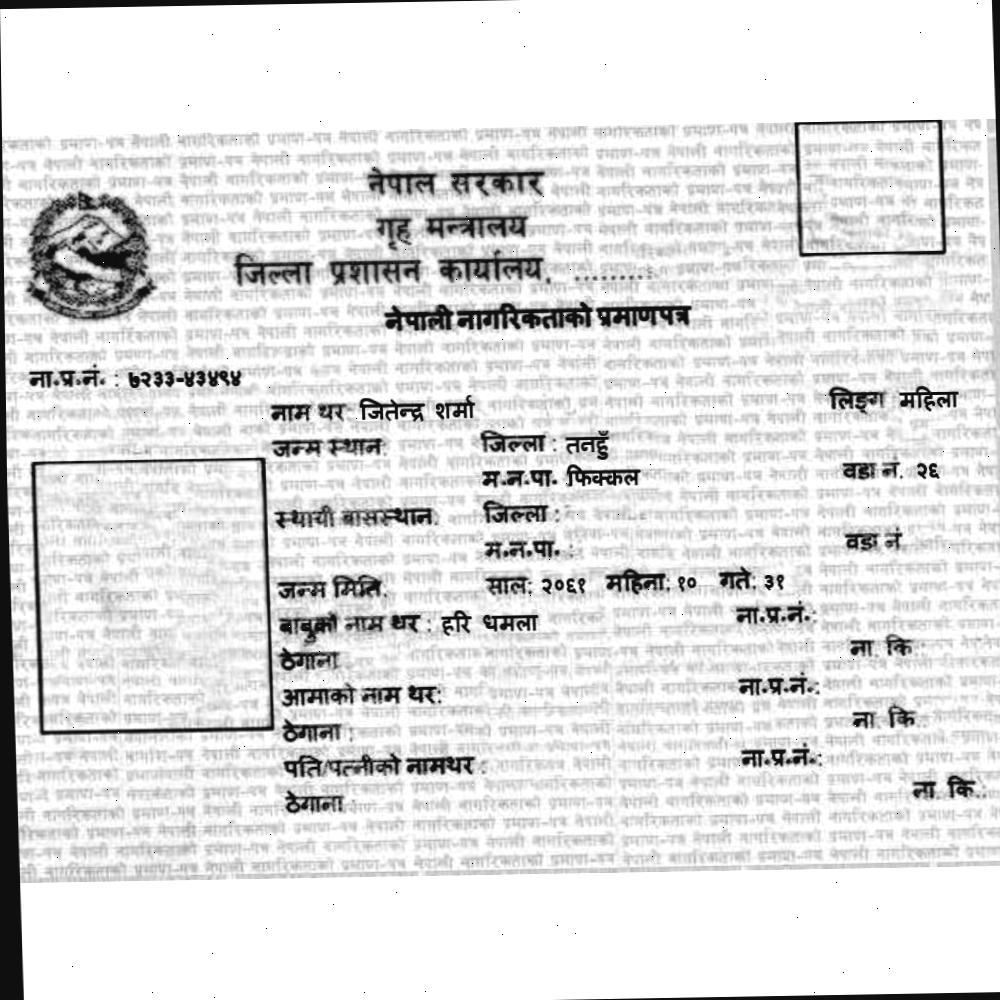 नेपाल सरकार
गृह मन्त्रालय
जिल्ला प्रशासन कार्यालय, ..........
नेपाली नागरिकताको प्रमाणपत्र
ना.प्र.नं. : ७२३३-४३४९४
नाम थर: जितेन्द्र शर्मा लिङ्ग महिला
जन्म स्थान: जिल्ला : तनहुँ
म.न.पा. फिक्कल वडा नं. २६
स्थायी बासस्थान: जिल्ला :
म.न.पा. : वडा नं
जन्म मिति: साल: २०६१ महिना: १० गते: ३१
बाबुको नाम थर : हरि धमला ना.प्र.नं.:
ठेगाना ना. कि.:
आमाको नाम थर: ना.प्र.नं.:
ठेगाना : ना. कि.:
पति/पत्नीको नामथर : ना.प्र.नं.:
ठेगाना : ना. कि.: